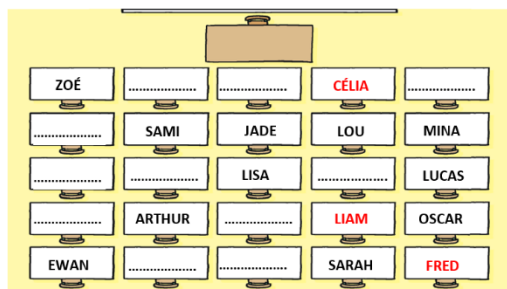 ZOÉ ................... ................... CÉLIA ...................
................... SAMI JADE LOU MINA
................... ................... LISA ................... LUCAS
................... ARTHUR ................... LIAM OSCAR
EWAN ................... ................... SARAH FRED